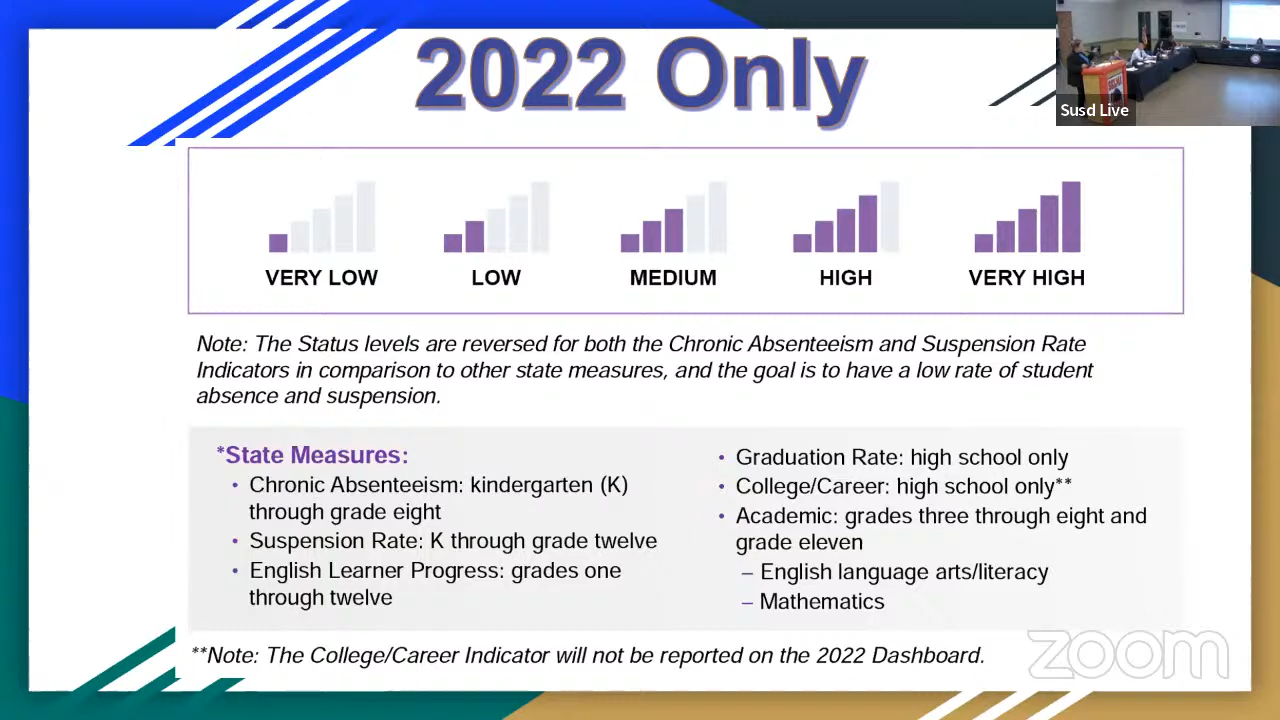 2022 Only
Susd Live
VERY LOW
LOW
MEDIUM
HIGH
VERY HIGH
Note: The Status levels are reversed for both the Chronic Absenteeism and Suspension Rate
Indicators in comparison to other state measures, and the goal is to have a low rate of student
absence and suspension.
*State Measures:
• Chronic Absenteeism: kindergarten (K)
through grade eight
• Suspension Rate: K through grade twelve
• English Learner Progress: grades one
through twelve
• Graduation Rate: high school only
• College/Career: high school only**
• Academic: grades three through eight and
grade eleven
– English language arts/literacy
– Mathematics
**Note: The College/Career Indicator will not be reported on the 2022 Dashboard.
zoom